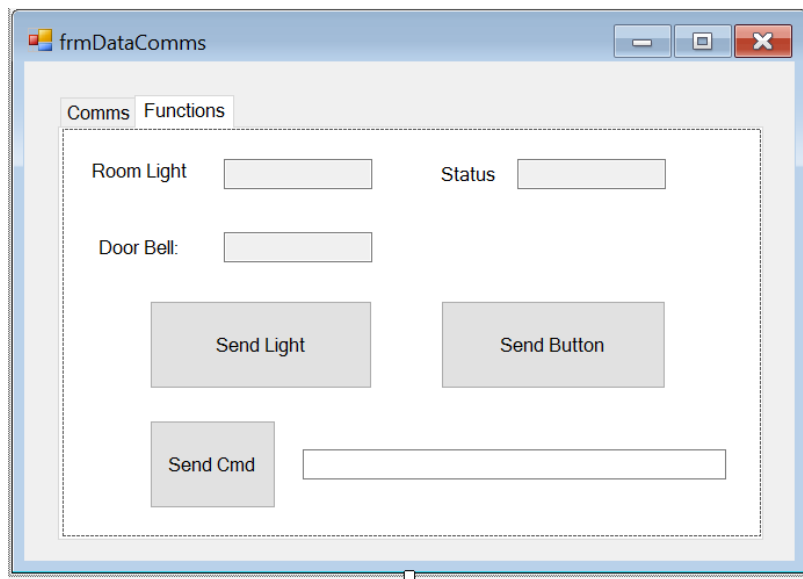 frmDataComms
Comms Functions
Room Light Status
Door Bell:
Send Light Send Button
Send Cmd